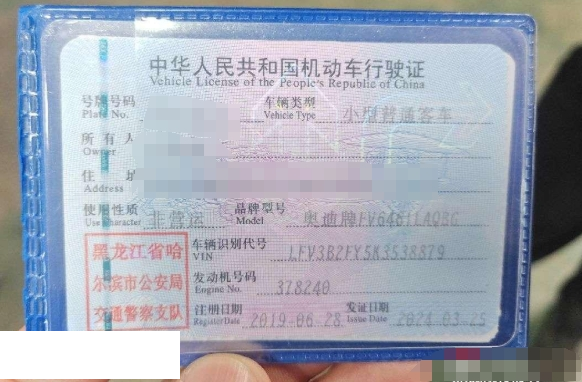 中华人民共和国机动车行驶证
Vehicle License of the People's Republic of China
号牌号码 车辆类型 小型普通客车
Plate No. Vehicle Type
所有人
Owner
住 址
Address
使用性质 非营运 品牌型号 奥迪牌FV6461LAQBG
Use Character Model
黑龙江省哈
尔滨市公安局
交通警察支队
车辆识别代号 LFV3B2FY5K3538879
VIN
发动机号码 378240
Engine No.
注册日期 2019-06-28 发证日期 2024-03-25
Register Date Issue Date